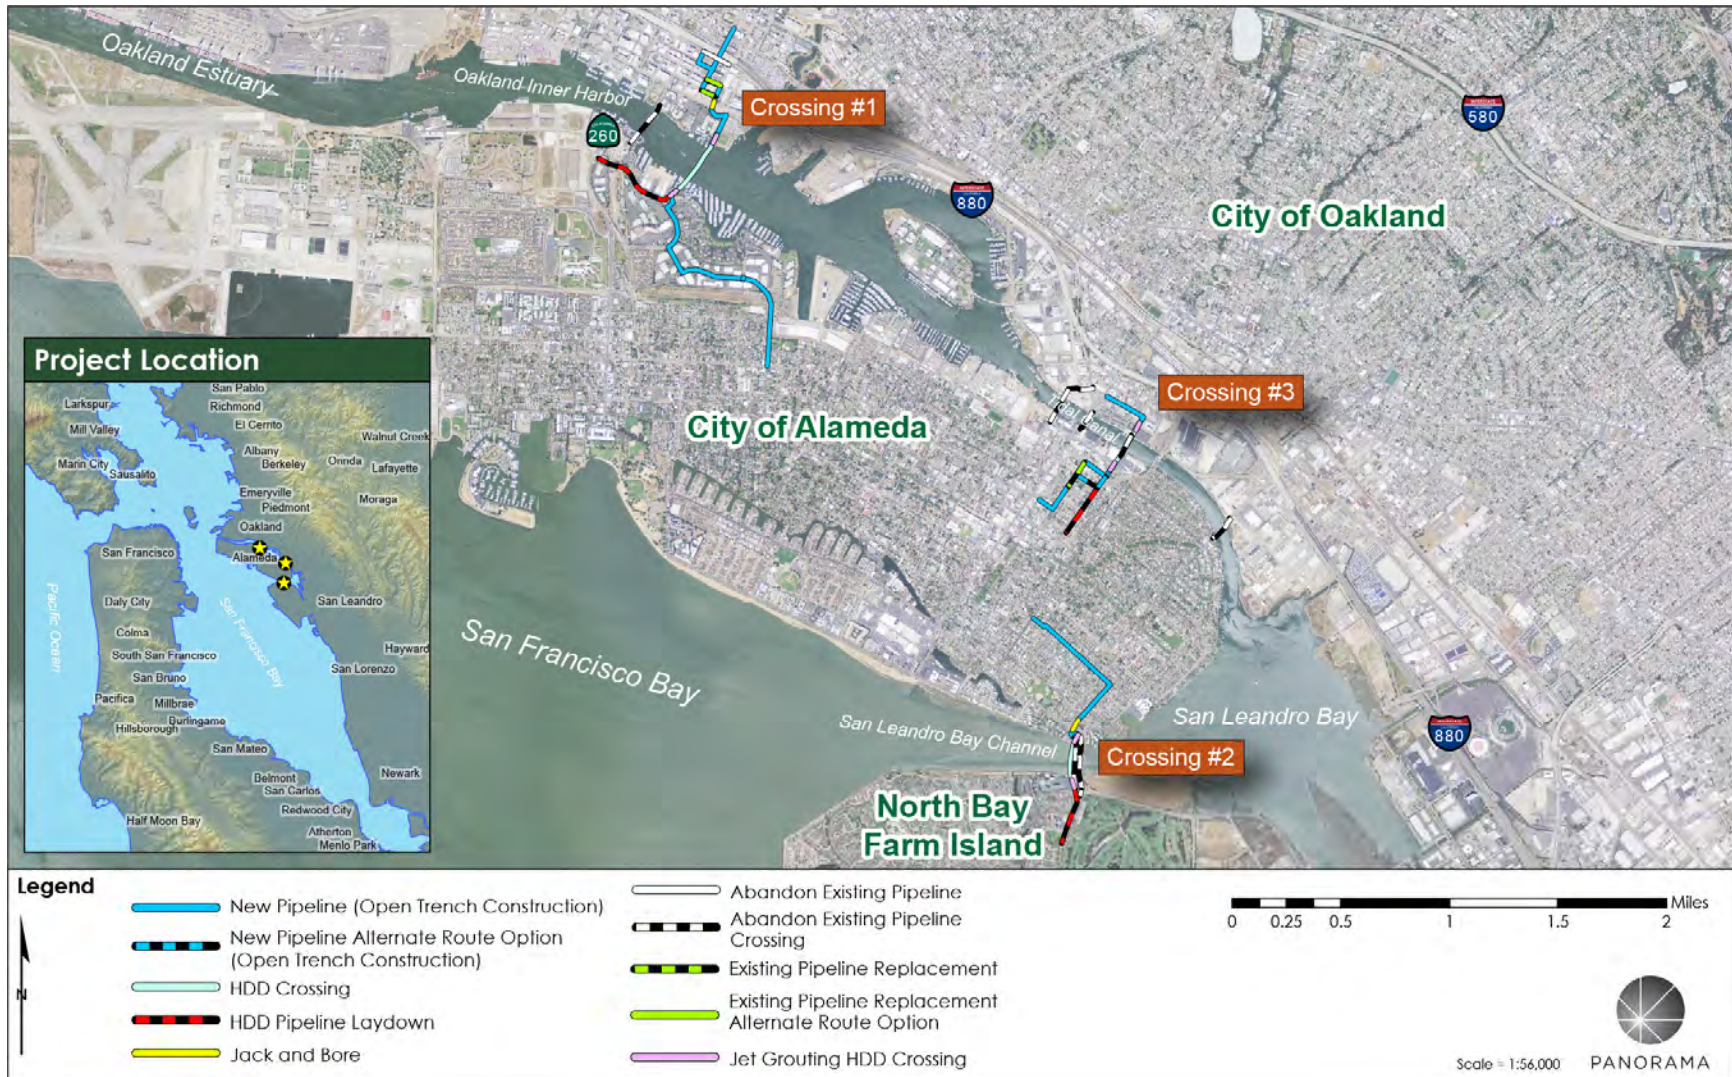 Oakland Estuary
Oakland Inner Harbor
CALIFORNIA
260
Crossing #1
INTERSTATE
880
INTERSTATE
580
City of Oakland
Project Location
San Pablo
Larkspur
Richmond
Mill Valley
El Cerrito
Walnut Creek
Albany
Marin City
Berkeley
Orinda
Lafayette
Sausalito
Emeryville
Moraga
Piedmont
Oakland
San Francisco
Alameda
Daly City
San Leandro
Pacific Ocean
San Francisco Bay
Colma
Hayward
South San Francisco
San Lorenzo
San Bruno
Pacifica
Millbrae
Burlingame
Hillsborough
San Mateo
Newark
Belmont
San Carlos
Redwood City
Half Moon Bay
Atherton
Menlo Park
City of Alameda
Crossing #3
Tidal Canal
San Francisco Bay
San Leandro Bay Channel
San Leandro Bay
INTERSTATE
880
Crossing #2
North Bay
Farm Island
Legend
N
New Pipeline (Open Trench Construction)
New Pipeline Alternate Route Option
(Open Trench Construction)
HDD Crossing
HDD Pipeline Laydown
Jack and Bore
Abandon Existing Pipeline
Abandon Existing Pipeline
Crossing
Existing Pipeline Replacement
Existing Pipeline Replacement
Alternate Route Option
Jet Grouting HDD Crossing
Miles
0 0.25 0.5 1 1.5 2
Scale = 1:56,000
PANORAMA